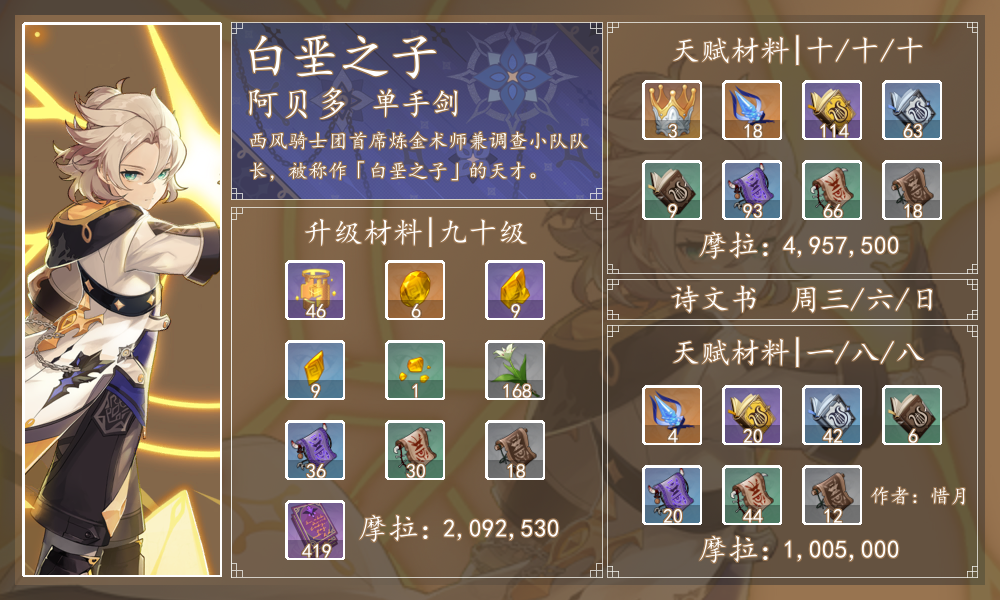 白垩之子
阿贝多 单手剑
西风骑士团首席炼金术师兼调查小队队
长，被称作「白垩之子」的天才。
升级材料|九十级
46 6 9
9 1 168
36 30 18
419 摩拉：2,092,530
天赋材料|十/十/十
3 18 114 63
9 93 66 18
摩拉：4,957,500
诗文书 周三/六/日
天赋材料|一/八/八
4 20 42 6
20 44 12 作者：惜月
摩拉：1,005,000